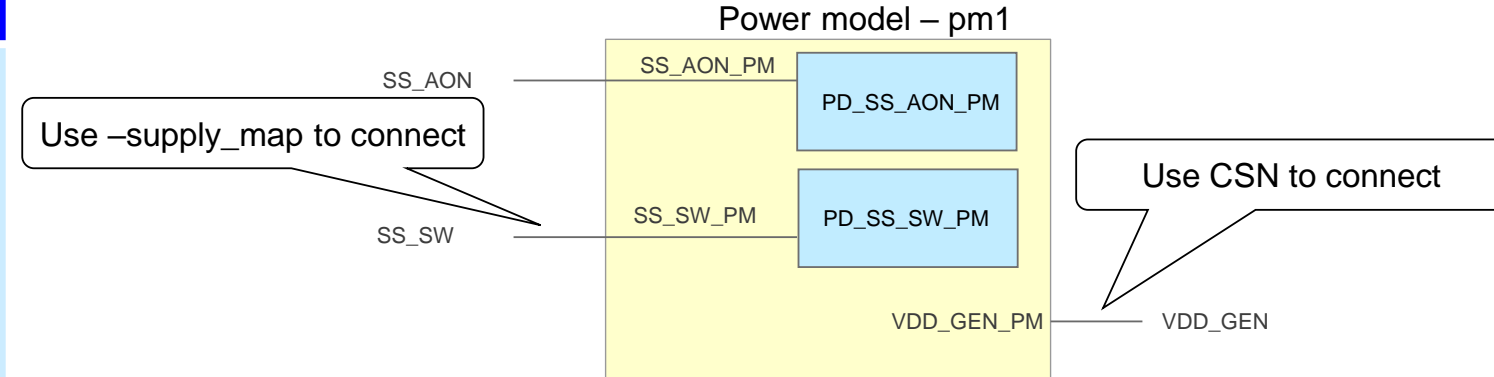 Power model – pm1
SS_AON
SS_AON_PM
PD_SS_AON_PM
Use –supply_map to connect
Use CSN to connect
SS_SW
SS_SW_PM
PD_SS_SW_PM
VDD_GEN_PM
VDD_GEN